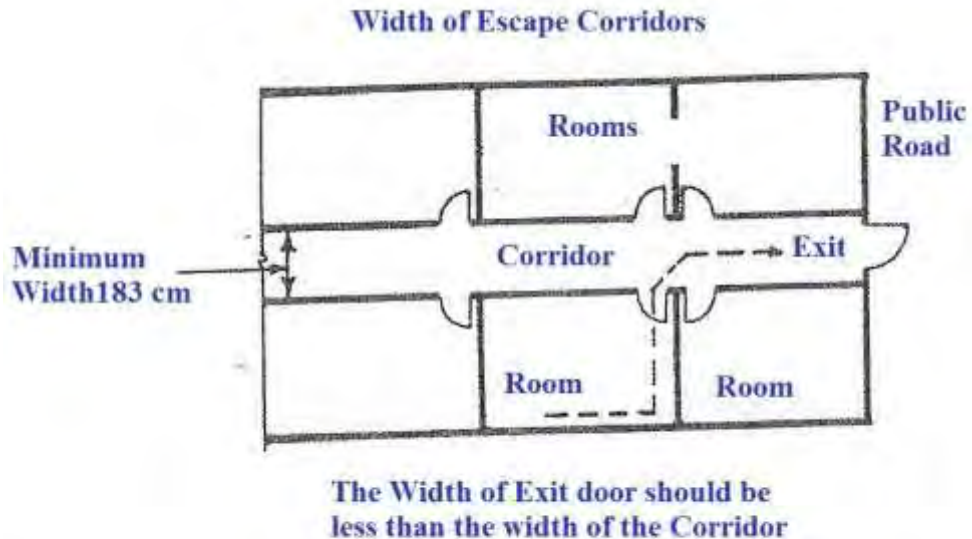 Width of Escape Corridors
Rooms
Public
Road
Minimum
Width183 cm
Corridor
Exit
Room
Room
The Width of Exit door should be
less than the width of the Corridor